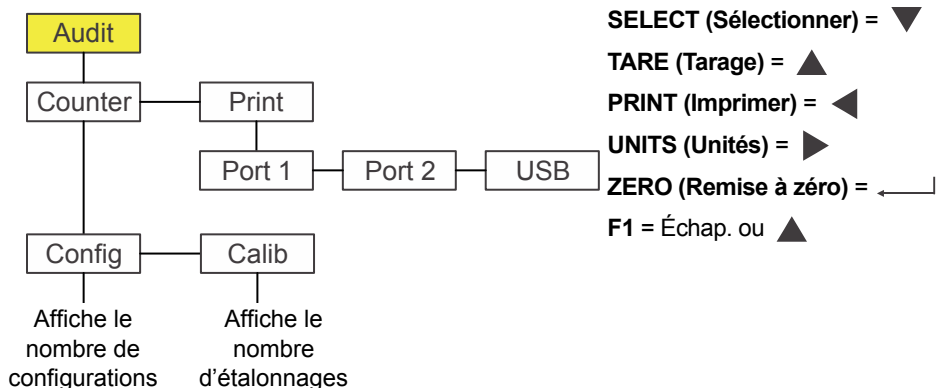 Audit
Counter
Print
Port 1
Port 2
USB
Config
Calib
Affiche le
nombre de
configurations
Affiche le
nombre
d'étalonnages
SELECT (Sélectionner) =
TARE (Tarage) =
PRINT (Imprimer) =
UNITS (Unités) =
ZERO (Remise à zéro) =
F1 = Échap. ou